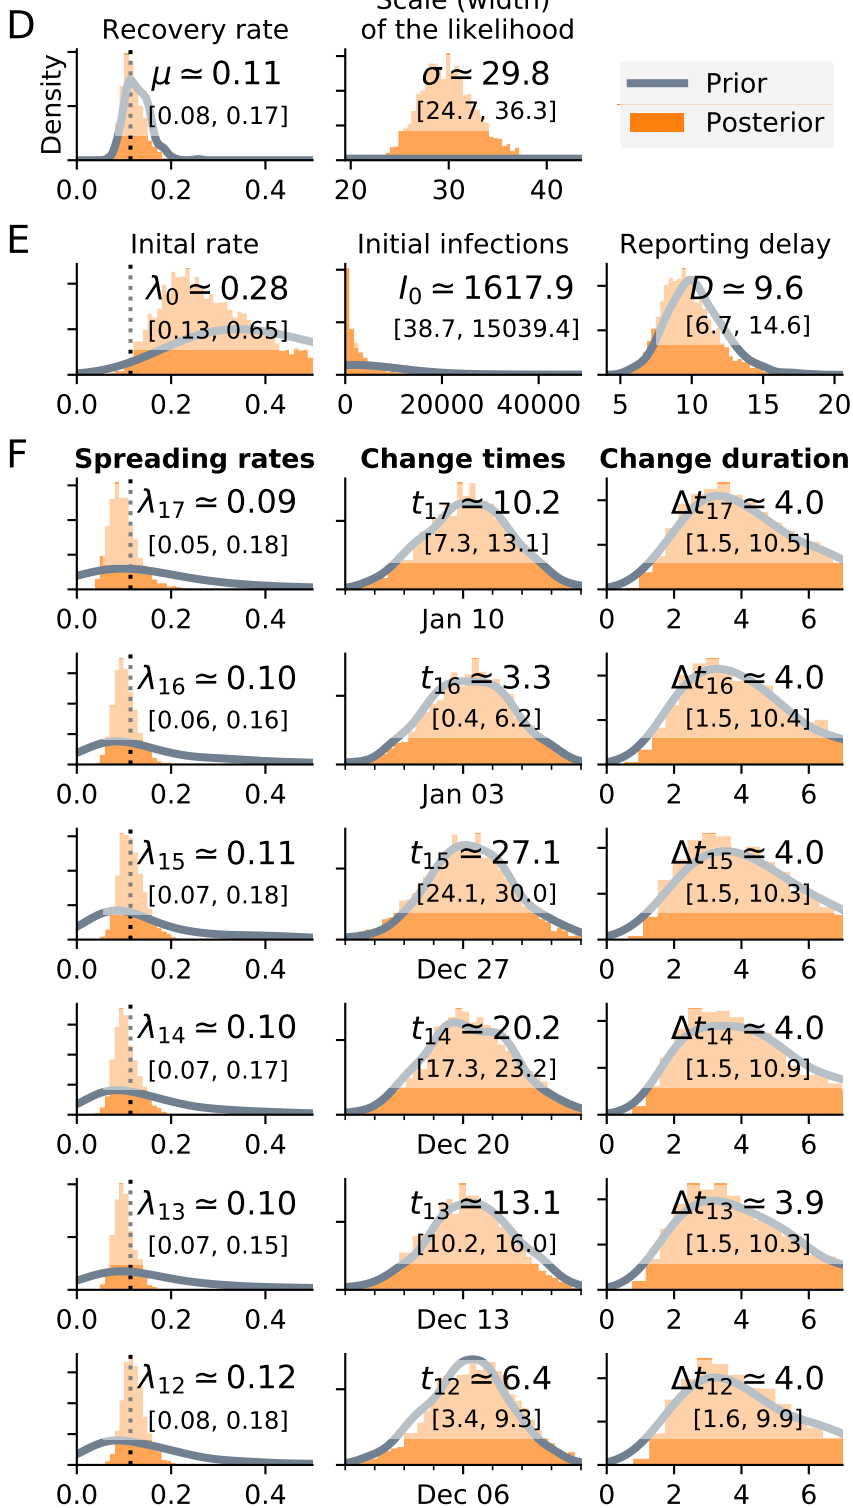 D
Recovery rate
Scale (width)
of the likelihood
Density
μ ≃ 0.11
[0.08, 0.17]
σ ≃ 29.8
[24.7, 36.3]
Prior
Posterior
0.0 0.2 0.4
20 30 40
E
Inital rate
Initial infections
Reporting delay
λ0 ≃ 0.28
[0.13, 0.65]
I0 ≃ 1617.9
[38.7, 15039.4]
D ≃ 9.6
[6.7, 14.6]
0.0 0.2 0.4
0 20000 40000
5 10 15 20
F
Spreading rates
Change times
Change duration
λ17 ≃ 0.09
[0.05, 0.18]
t17 ≃ 10.2
[7.3, 13.1]
Δt17 ≃ 4.0
[1.5, 10.5]
0.0 0.2 0.4
Jan 10
0 2 4 6
λ16 ≃ 0.10
[0.06, 0.16]
t16 ≃ 3.3
[0.4, 6.2]
Δt16 ≃ 4.0
[1.5, 10.4]
0.0 0.2 0.4
Jan 03
0 2 4 6
λ15 ≃ 0.11
[0.07, 0.18]
t15 ≃ 27.1
[24.1, 30.0]
Δt15 ≃ 4.0
[1.5, 10.3]
0.0 0.2 0.4
Dec 27
0 2 4 6
λ14 ≃ 0.10
[0.07, 0.17]
t14 ≃ 20.2
[17.3, 23.2]
Δt14 ≃ 4.0
[1.5, 10.9]
0.0 0.2 0.4
Dec 20
0 2 4 6
λ13 ≃ 0.10
[0.07, 0.15]
t13 ≃ 13.1
[10.2, 16.0]
Δt13 ≃ 3.9
[1.5, 10.3]
0.0 0.2 0.4
Dec 13
0 2 4 6
λ12 ≃ 0.12
[0.08, 0.18]
t12 ≃ 6.4
[3.4, 9.3]
Δt12 ≃ 4.0
[1.6, 9.9]
0.0 0.2 0.4
Dec 06
0 2 4 6